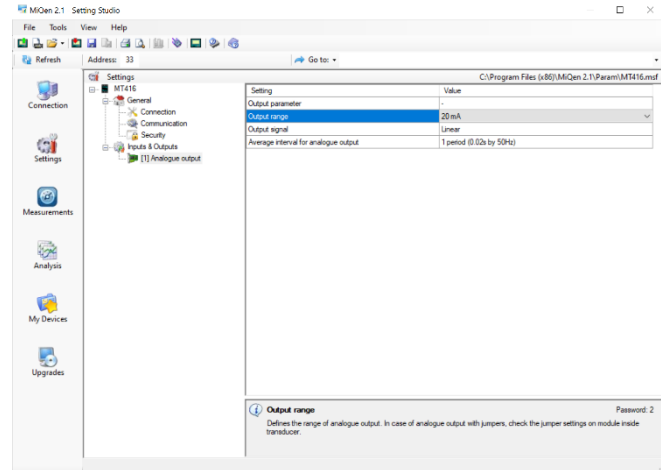 MiQen 2.1   Setting Studio
File Tools View Help
Refresh Address: 33 Go to:
Settings C:\Program Files (x86)\MiQen 2.1\Param\MT416.msf
Connection
Settings
Measurements
Analysis
My Devices
Upgrades
MT416
General
Connection
Communication
Security
Inputs & Outputs
[1] Analogue output
Setting Value
Output parameter -
Output range 20 mA
Output signal Linear
Average interval for analogue output 1 period (0.02s by 50Hz)
Output range Password: 2
Defines the range of analogue output. In case of analogue output with jumpers, check the jumper settings on module inside
transducer.